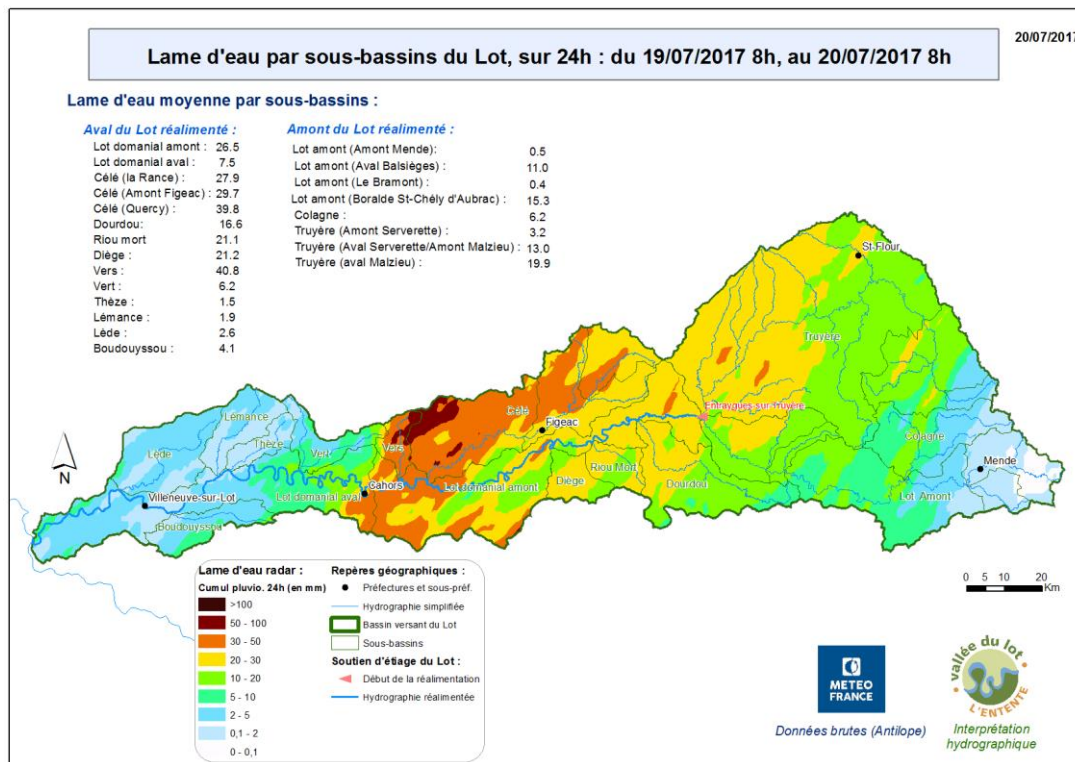 20/07/2017
Lame d'eau par sous-bassins du Lot, sur 24h : du 19/07/2017 8h, au 20/07/2017 8h
Lame d'eau moyenne par sous-bassins :
Aval du Lot réalimenté :
Lot domanial amont : 26.5
Lot domanial aval : 7.5
Célé (la Rance) : 27.9
Célé (Amont Figeac) : 29.7
Célé (Quercy) : 39.8
Dourdou : 16.6
Riou mort 21.1
Diège : 21.2
Vers : 40.8
Vert : 6.2
Thèze : 1.5
Lémance : 1.9
Lède : 2.6
Boudouyssou : 4.1
Amont du Lot réalimenté :
Lot amont (Amont Mende): 0.5
Lot amont (Aval Balsièges) : 11.0
Lot amont (Le Bramont) : 0.4
Lot amont (Boralde St-Chély d'Aubrac) : 15.3
Colagne : 6.2
Truyère (Amont Serverette) : 3.2
Truyère (Aval Serverette/Amont Malzieu) : 13.0
Truyère (aval Malzieu) : 19.9
St-Flour
Truyère
Entraygues-sur-Truyère
Célé
Figeac
Lémance
Thèze
Vert
Vers
Lède
Colagne
Mende
Riou Mort
Diège
Dourdou
Lot domanial amont
Cahors
Lot domanial aval
Villeneuve-sur-Lot
Lot Amont
Boudouyssou
N
Lame d'eau radar :
Cumul pluvio. 24h (en mm)
>100
50 - 100
30 - 50
20 - 30
10 - 20
5 - 10
2 - 5
0,1 - 2
0 - 0,1
Repères géographiques :
Préfectures et sous-préf.
Hydrographie simplifiée
Bassin versant du Lot
Sous-bassins
Soutien d'étiage du Lot :
Début de la réalimentation
Hydrographie réalimentée
0 5 10 20
Km
METEO
FRANCE
Données brutes (Antilope)
vallée du lot
L'ENTENTE
Interprétation
hydrographique